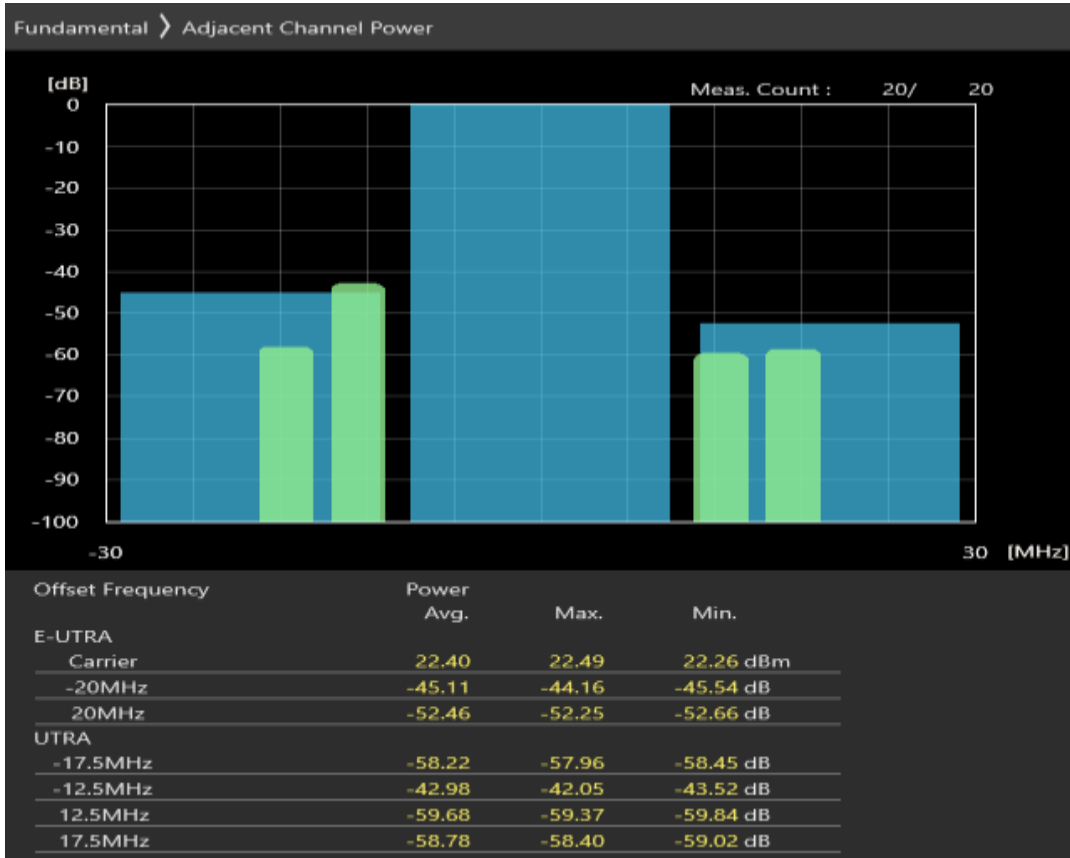 Fundamental 〉 Adjacent Channel Power
[dB]
Meas. Count : 20/ 20
0
-10
-20
-30
-40
-50
-60
-70
-80
-90
-100
-30 30 [MHz]
Offset Frequency Power
Avg. Max. Min.
E-UTRA
Carrier 22.40 22.49 22.26 dBm
-20MHz -45.11 -44.16 -45.54 dB
20MHz -52.46 -52.25 -52.66 dB
UTRA
-17.5MHz -58.22 -57.96 -58.45 dB
-12.5MHz -42.98 -42.05 -43.52 dB
12.5MHz -59.68 -59.37 -59.84 dB
17.5MHz -58.78 -58.40 -59.02 dB